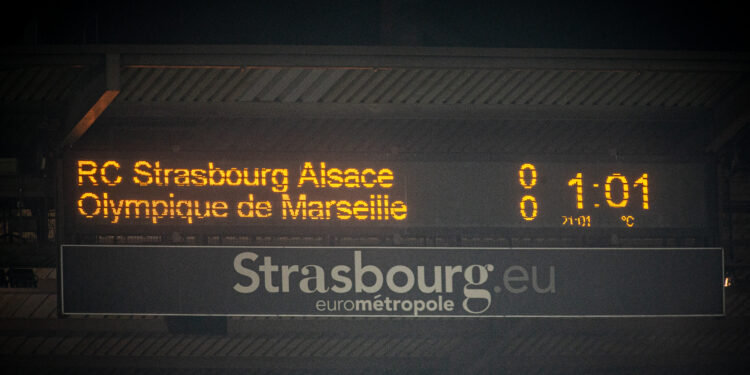 RC Strasbourg Alsace 0
Olympique de Marseille 0
1:01
21:01 °C
Strasbourg.eu
eurométropole